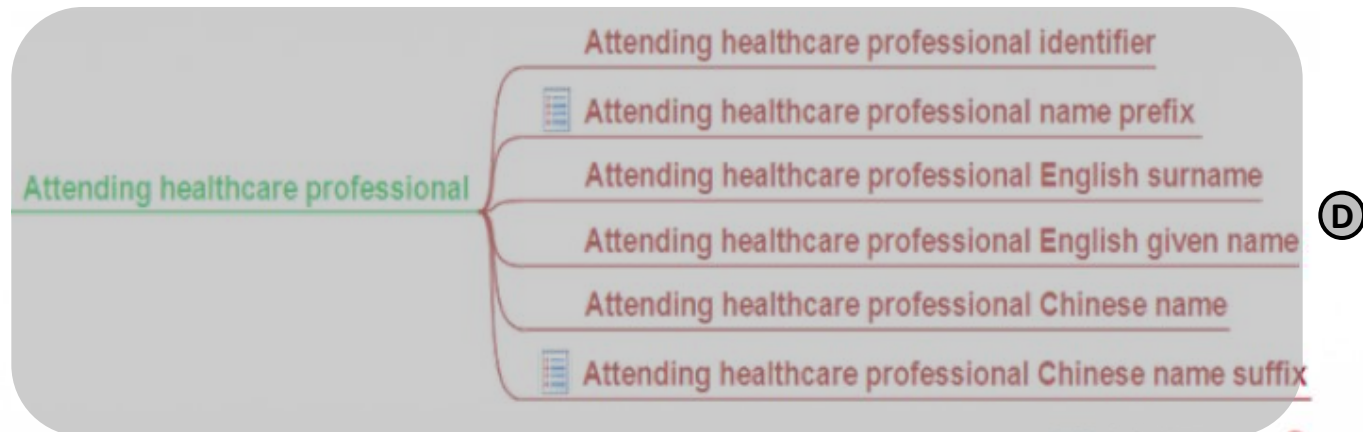 Attending healthcare professional identifier
Attending healthcare professional name prefix
Attending healthcare professional English surname
Attending healthcare professional
D
Attending healthcare professional English given name
Attending healthcare professional Chinese name
Attending healthcare professional Chinese name suffix